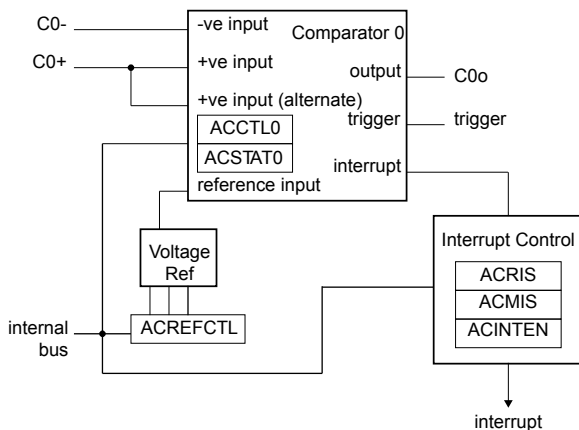 C0-
-ve input
Comparator 0
C0+
+ve input
output
C0o
+ve input (alternate)
trigger
trigger
ACCTL0
ACSTAT0
interrupt
reference input
Voltage
Ref
Interrupt Control
ACRIS
ACMIS
ACINTEN
internal
bus
ACREFCTL
interrupt